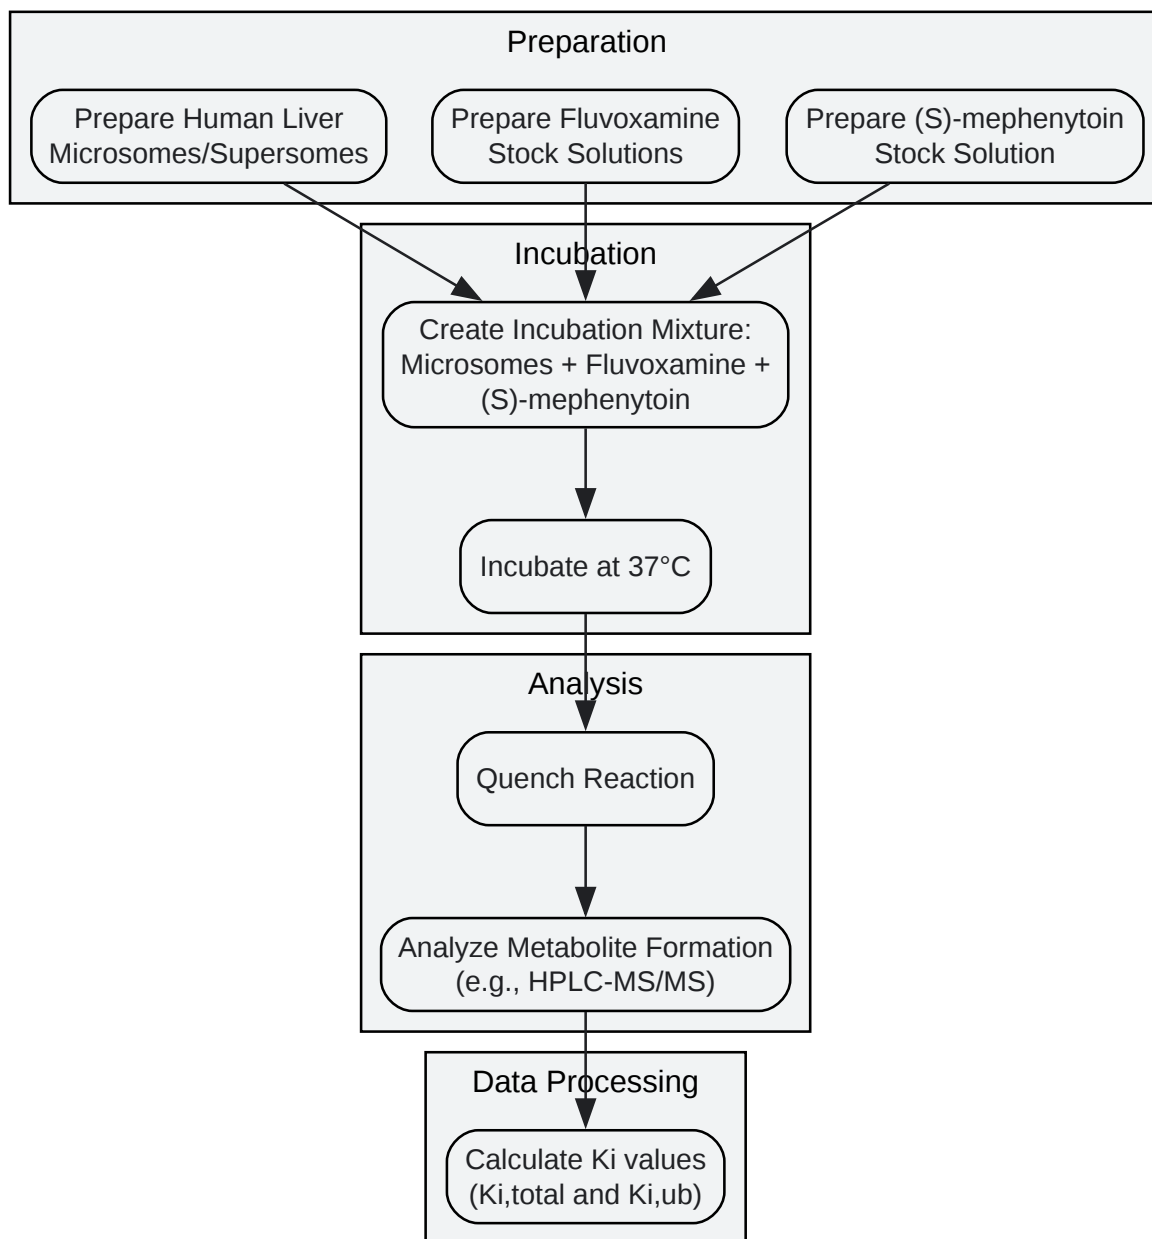 Preparation
Prepare Human Liver
Microsomes/Supersomes
Prepare Fluvoxamine
Stock Solutions
Prepare (S)-mephenytoin
Stock Solution
Incubation
Create Incubation Mixture:
Microsomes + Fluvoxamine +
(S)-mephenytoin
Incubate at 37°C
Analysis
Quench Reaction
Analyze Metabolite Formation
(e.g., HPLC-MS/MS)
Data Processing
Calculate Ki values
(Ki,total and Ki,ub)